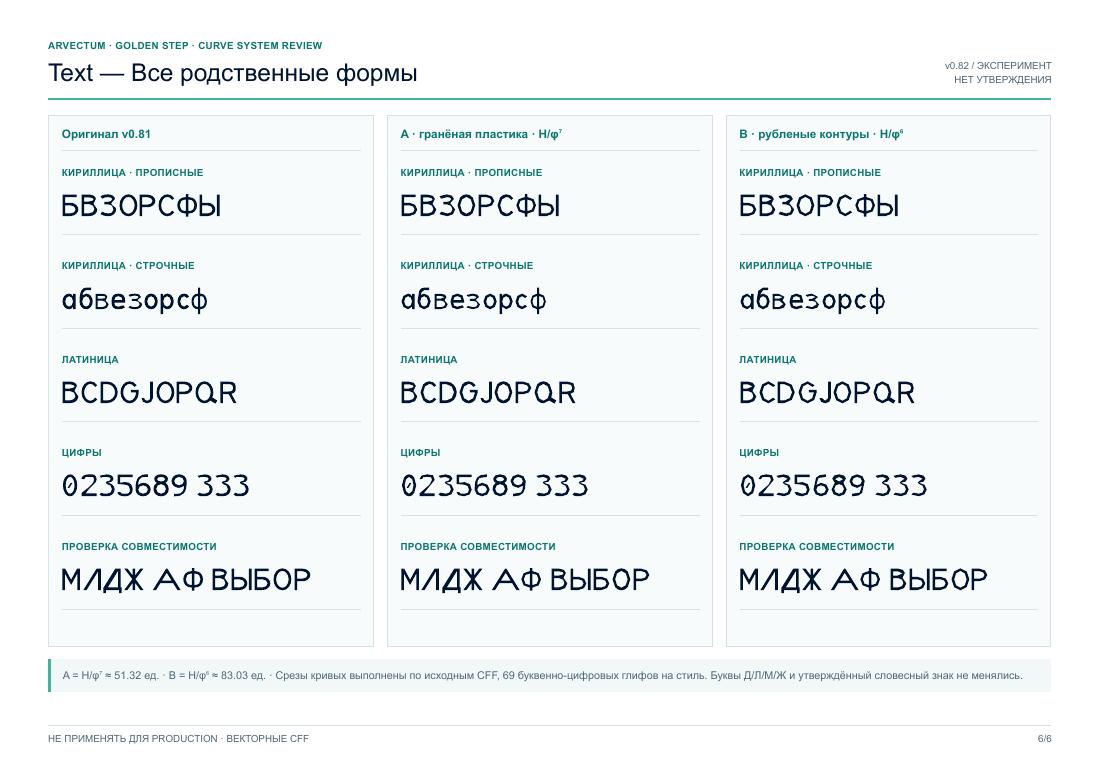 ARVECTUM · GOLDEN STEP · CURVE SYSTEM REVIEW
Text — Все родственные формы
v0.82 / ЭКСПЕРИМЕНТ
НЕТ УТВЕРЖДЕНИЯ
Оригинал v0.81
КИРИЛЛИЦА · ПРОПИСНЫЕ
БВЗОРСФЫ
КИРИЛЛИЦА · СТРОЧНЫЕ
абвезорсф
ЛАТИНИЦА
BCDGJOPQR
ЦИФРЫ
0235689 333
ПРОВЕРКА СОВМЕСТИМОСТИ
МЛДЖ АФ ВЫБОР
A · гранёная пластика · H/φ⁷
КИРИЛЛИЦА · ПРОПИСНЫЕ
БВЗОРСФЫ
КИРИЛЛИЦА · СТРОЧНЫЕ
абвезорсф
ЛАТИНИЦА
BCDGJOPQR
ЦИФРЫ
0235689 333
ПРОВЕРКА СОВМЕСТИМОСТИ
МЛДЖ АФ ВЫБОР
B · рубленые контуры · H/φ⁶
КИРИЛЛИЦА · ПРОПИСНЫЕ
БВЗОРСФЫ
КИРИЛЛИЦА · СТРОЧНЫЕ
абвезорсф
ЛАТИНИЦА
BCDGJOPQR
ЦИФРЫ
0235689 333
ПРОВЕРКА СОВМЕСТИМОСТИ
МЛДЖ АФ ВЫБОР
A = H/φ⁷ ≈ 51.32 ед. · B = H/φ⁶ ≈ 83.03 ед. · Срезы кривых выполнены по исходным CFF, 69 буквенно-цифровых глифов на стиль. Буквы Д/Л/М/Ж и утверждённый словесный знак не менялись.
НЕ ПРИМЕНЯТЬ ДЛЯ PRODUCTION · ВЕКТОРНЫЕ CFF
6/6